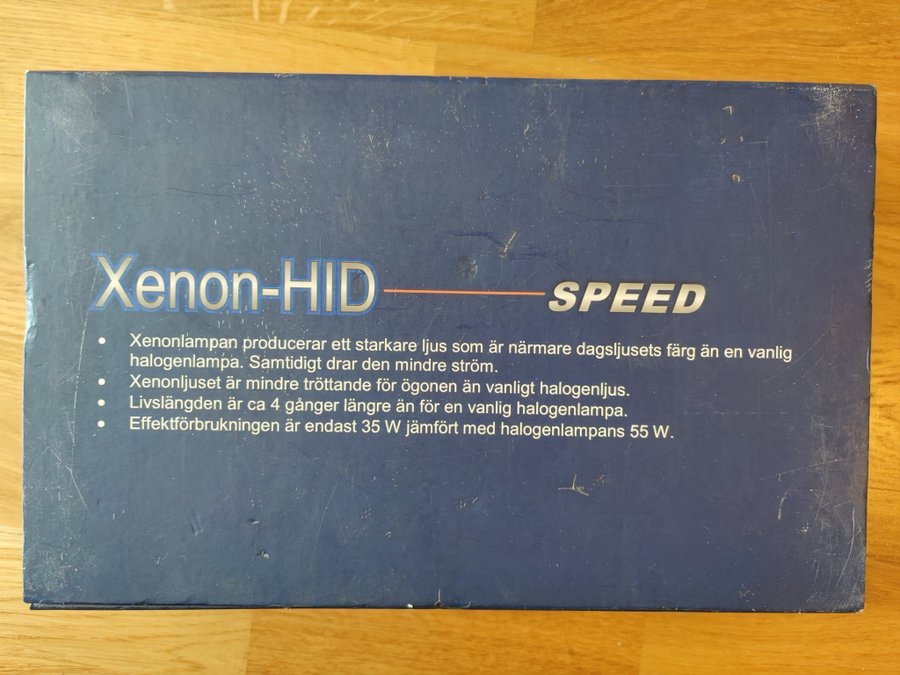 Xenon-HID SPEED
• Xenonlampan producerar ett starkare ljus som är närmare dagsljusets färg än en vanlig
halogenlampa. Samtidigt drar den mindre ström.
• Xenonljuset är mindre tröttande för ögonen än vanligt halogenljus.
• Livslängden är ca 4 gånger längre än för en vanlig halogenlampa.
• Effektförbrukningen är endast 35 W jämfört med halogenlampans 55 W.